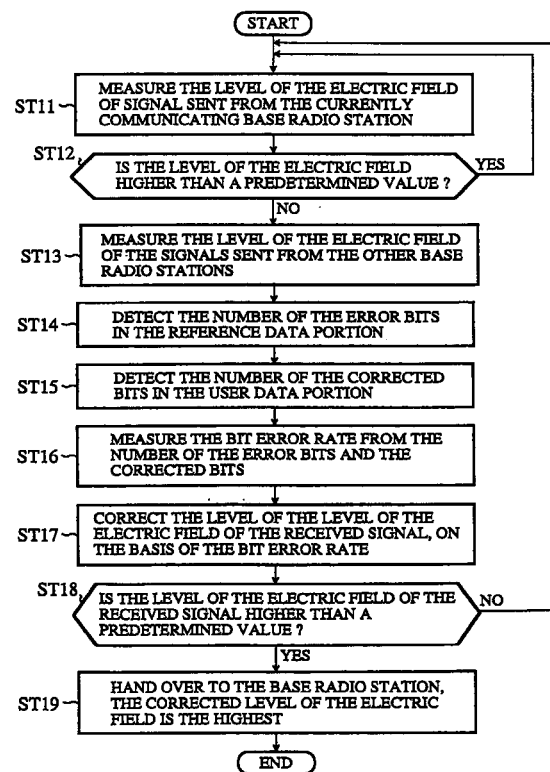 START
ST11
MEASURE THE LEVEL OF THE ELECTRIC FIELD
OF SIGNAL SENT FROM THE CURRENTLY
COMMUNICATING BASE RADIO STATION
ST12
IS THE LEVEL OF THE ELECTRIC FIELD
HIGHER THAN A PREDETERMINED VALUE ?
YES
NO
ST13
MEASURE THE LEVEL OF THE ELECTRIC FIELD
OF THE SIGNALS SENT FROM THE OTHER BASE
RADIO STATIONS
ST14
DETECT THE NUMBER OF THE ERROR BITS
IN THE REFERENCE DATA PORTION
ST15
DETECT THE NUMBER OF THE CORRECTED
BITS IN THE USER DATA PORTION
ST16
MEASURE THE BIT ERROR RATE FROM THE
NUMBER OF THE ERROR BITS AND THE
CORRECTED BITS
ST17
CORRECT THE LEVEL OF THE LEVEL OF THE
ELECTRIC FIELD OF THE RECEIVED SIGNAL, ON
THE BASIS OF THE BIT ERROR RATE
ST18
IS THE LEVEL OF THE ELECTRIC FIELD OF THE
RECEIVED SIGNAL HIGHER THAN A
PREDETERMINED VALUE ?
NO
YES
ST19
HAND OVER TO THE BASE RADIO STATION,
THE CORRECTED LEVEL OF THE ELECTRIC
FIELD IS THE HIGHEST
END